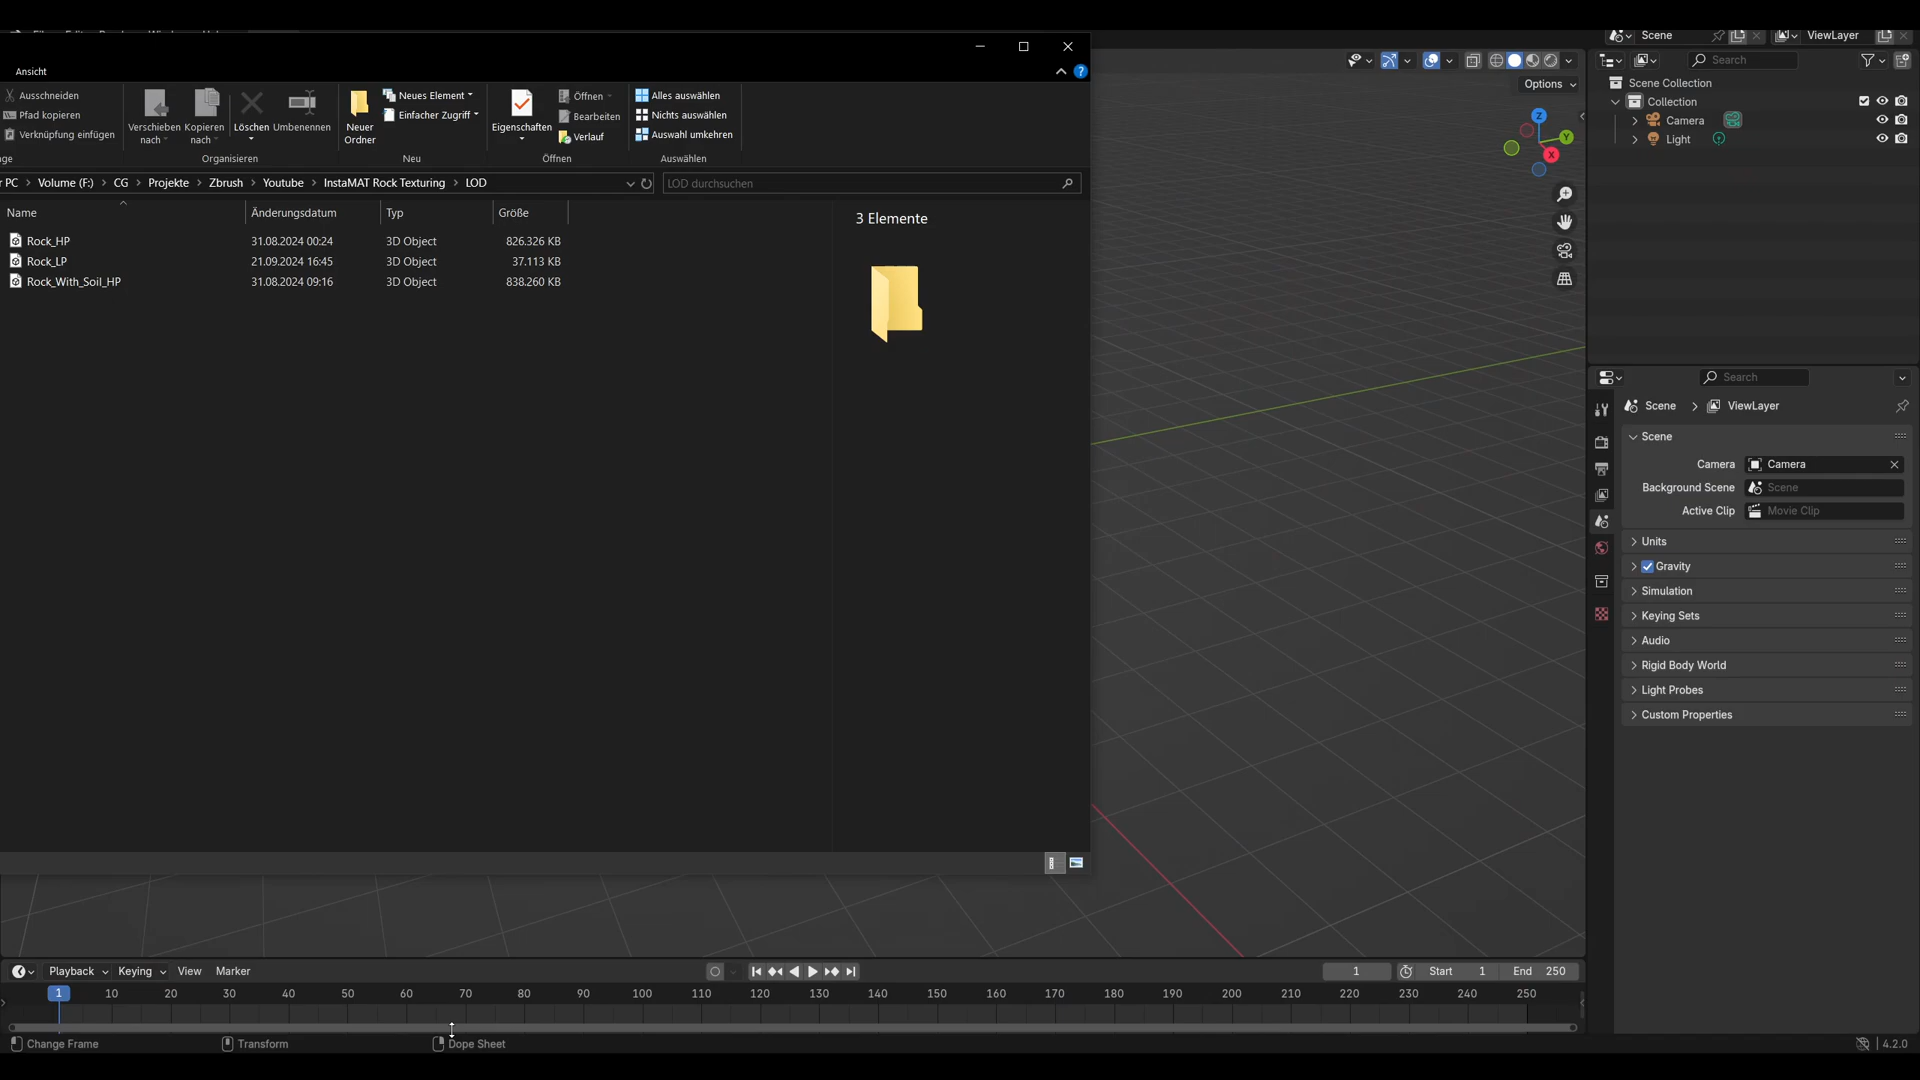 Scene
ViewLayer
Ansicht
Ausschneiden
Pfad kopieren
Verknüpfung einfügen
Verschieben nach
Kopieren nach
Löschen
Umbenennen
Organisieren
Neuer Ordner
Neues Element
Einfacher Zugriff
Neu
Eigenschaften
Öffnen
Bearbeiten
Verlauf
Öffnen
Alles auswählen
Nichts auswählen
Auswahl umkehren
Auswählen
PC > Volume (F:) > CG > Projekte > Zbrush > Youtube > InstaMAT Rock Texturing > LOD
LOD durchsuchen
Name Änderungsdatum Typ Größe
Rock_HP 31.08.2024 00:24 3D Object 826.326 KB
Rock_LP 21.09.2024 16:45 3D Object 37.113 KB
Rock_With_Soil_HP 31.08.2024 09:16 3D Object 838.260 KB
3 Elemente
Options
Z
Y
X
Search
Scene Collection
Collection
Camera
Light
Search
Scene > ViewLayer
Scene
Camera Camera
Background Scene Scene
Active Clip Movie Clip
Units
Gravity
Simulation
Keying Sets
Audio
Rigid Body World
Light Probes
Custom Properties
Playback Keying View Marker
1 Start 1 End 250
1 10 20 30 40 50 60 70 80 90 100 110 120 130 140 150 160 170 180 190 200 210 220 230 240 250
Change Frame Transform Dope Sheet 4.2.0